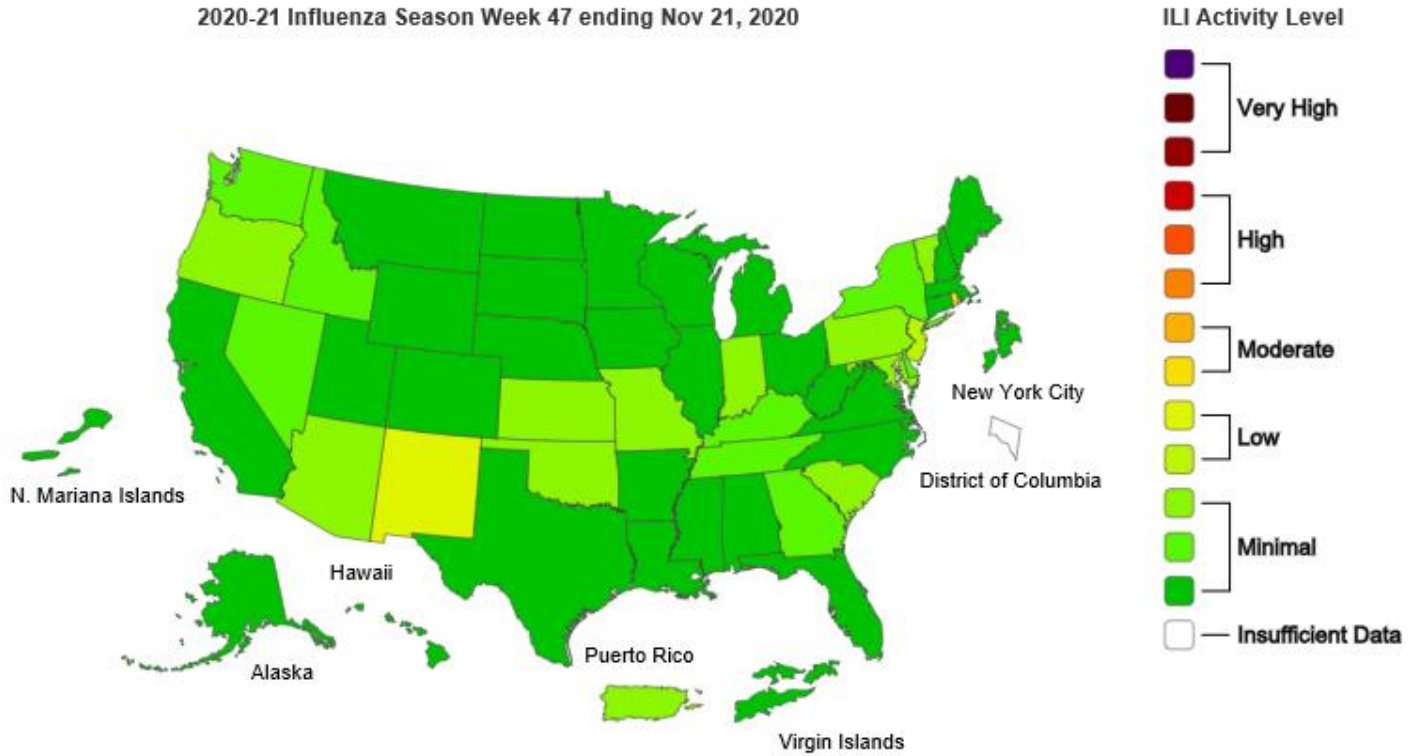 2020-21 Influenza Season Week 47 ending Nov 21, 2020
ILI Activity Level
Very High
High
Moderate
Low
Minimal
Insufficient Data
New York City
District of Columbia
N. Mariana Islands
Hawaii
Alaska
Puerto Rico
Virgin Islands